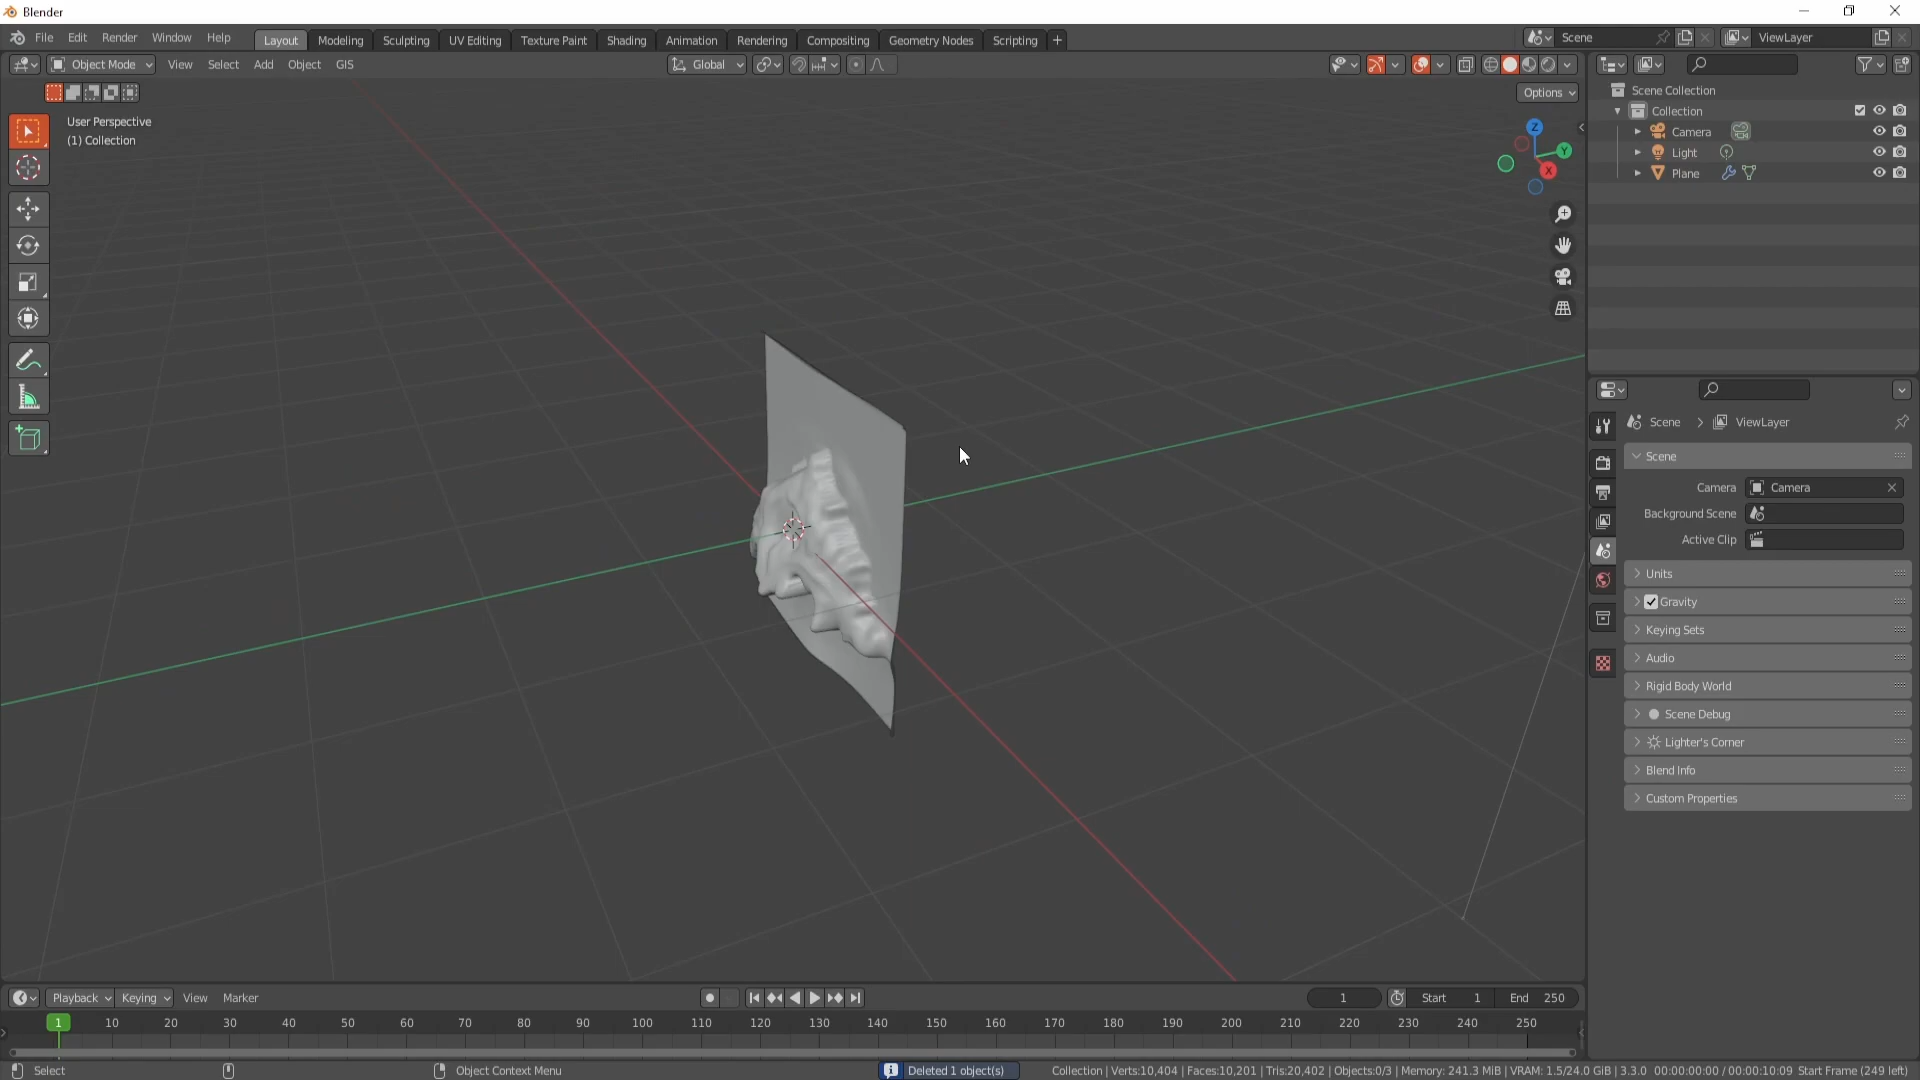 Blender
File Edit Render Window Help Layout Modeling Sculpting UV Editing Texture Paint Shading Animation Rendering Compositing Geometry Nodes Scripting + Scene ViewLayer
Object Mode View Select Add Object GIS Global
Options
User Perspective
(1) Collection
Z
Y
X
Scene Collection
Collection
Camera
Light
Plane
Scene > ViewLayer
Scene
Camera Camera
Background Scene
Active Clip
Units
Gravity
Keying Sets
Audio
Rigid Body World
Scene Debug
Lighter's Corner
Blend Info
Custom Properties
Playback Keying View Marker 1 Start 1 End 250
1 10 20 30 40 50 60 70 80 90 100 110 120 130 140 150 160 170 180 190 200 210 220 230 240 250
Select Object Context Menu Deleted 1 object(s) Collection | Verts:10,404 | Faces:10,201 | Tris:20,402 | Objects:0/3 | Memory: 241.3 MiB | VRAM: 1.5/24.0 GiB | 3.3.0 00:00:00:00 / 00:00:10:09 Start Frame (249 left)